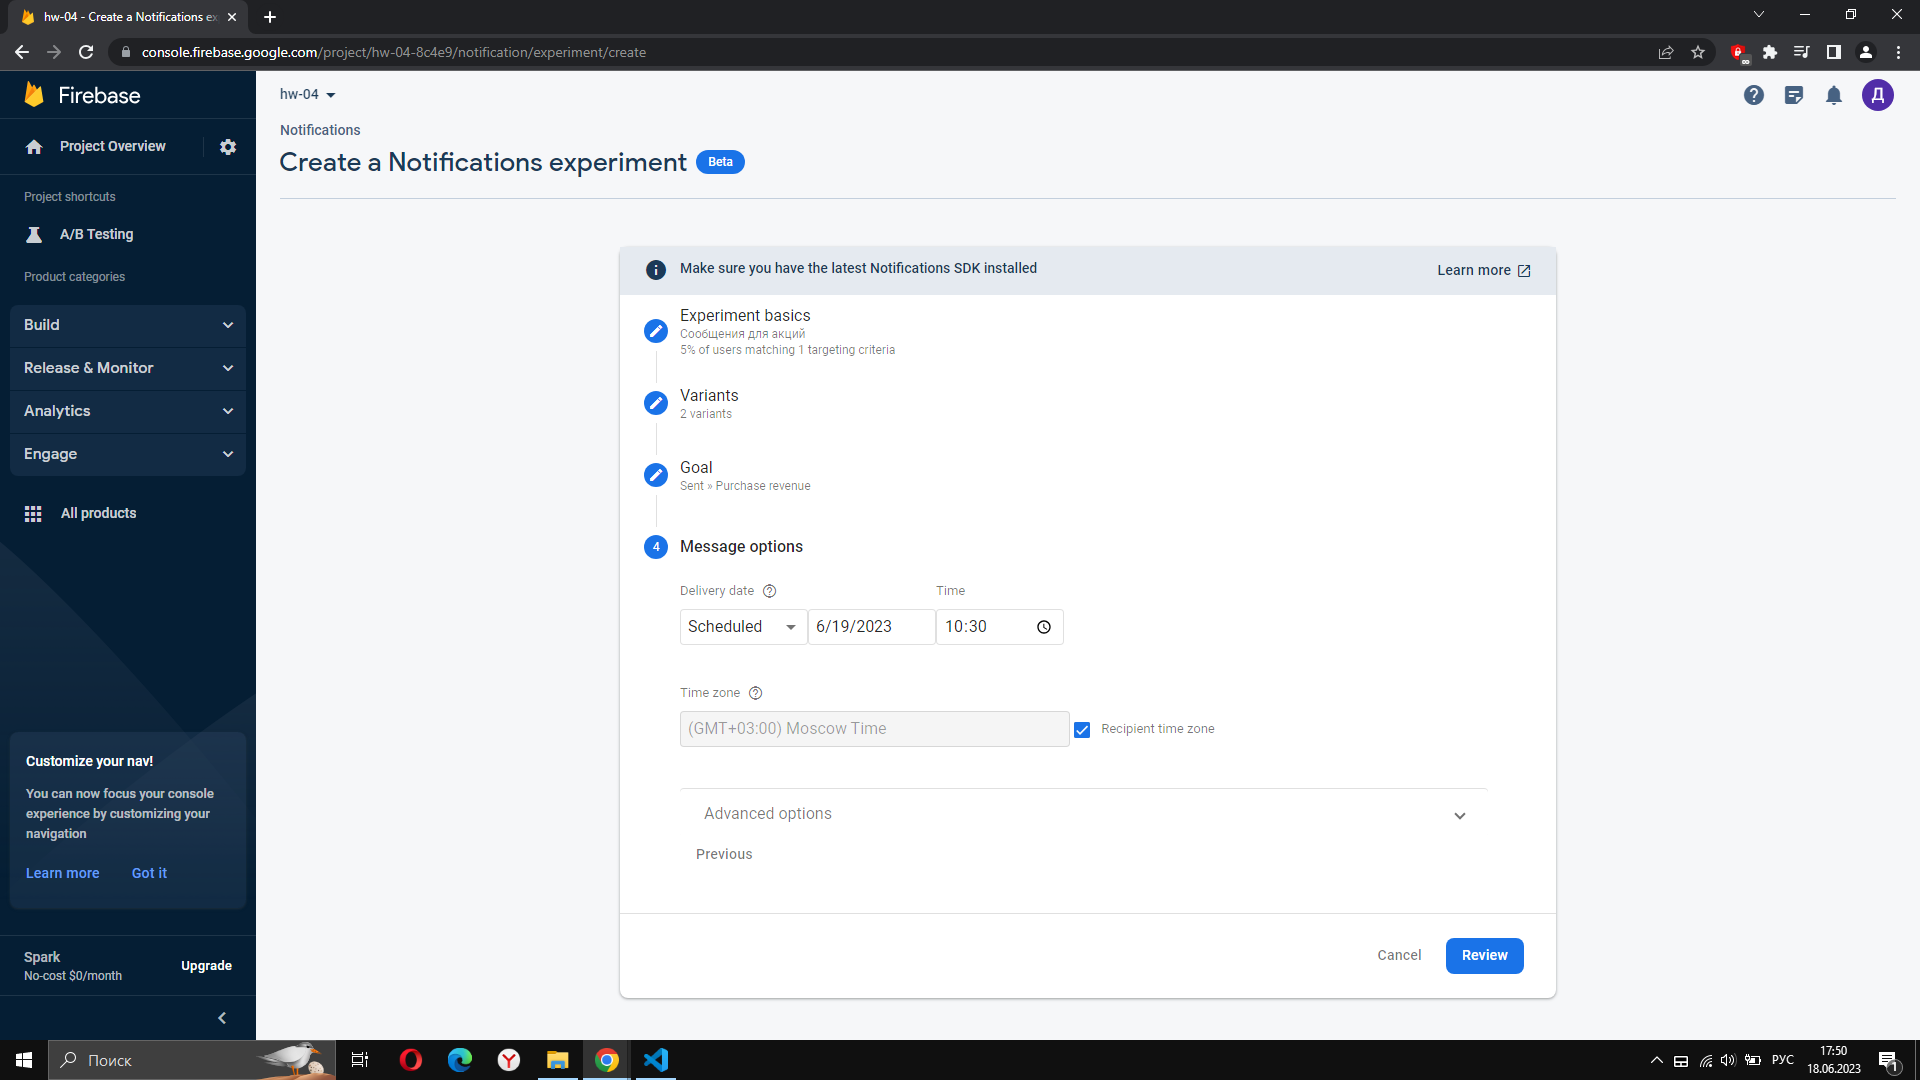 hw-04 - Create a Notifications ex
console.firebase.google.com/project/hw-04-8c4e9/notification/experiment/create
Firebase
Project Overview
Project shortcuts
A/B Testing
Product categories
Build
Release & Monitor
Analytics
Engage
All products
Customize your nav!
You can now focus your console
experience by customizing your
navigation
Learn more
Got it
Spark
No-cost $0/month
Upgrade
hw-04
Д
Notifications
Create a Notifications experiment
Beta
Make sure you have the latest Notifications SDK installed
Learn more
Experiment basics
Сообщения для акций
5% of users matching 1 targeting criteria
Variants
2 variants
Goal
Sent » Purchase revenue
4
Message options
Delivery date
Time
Scheduled
6/19/2023
10:30
Time zone
(GMT+03:00) Moscow Time
Recipient time zone
Advanced options
Previous
Cancel
Review
Поиск
РУС
17:50
18.06.2023
1